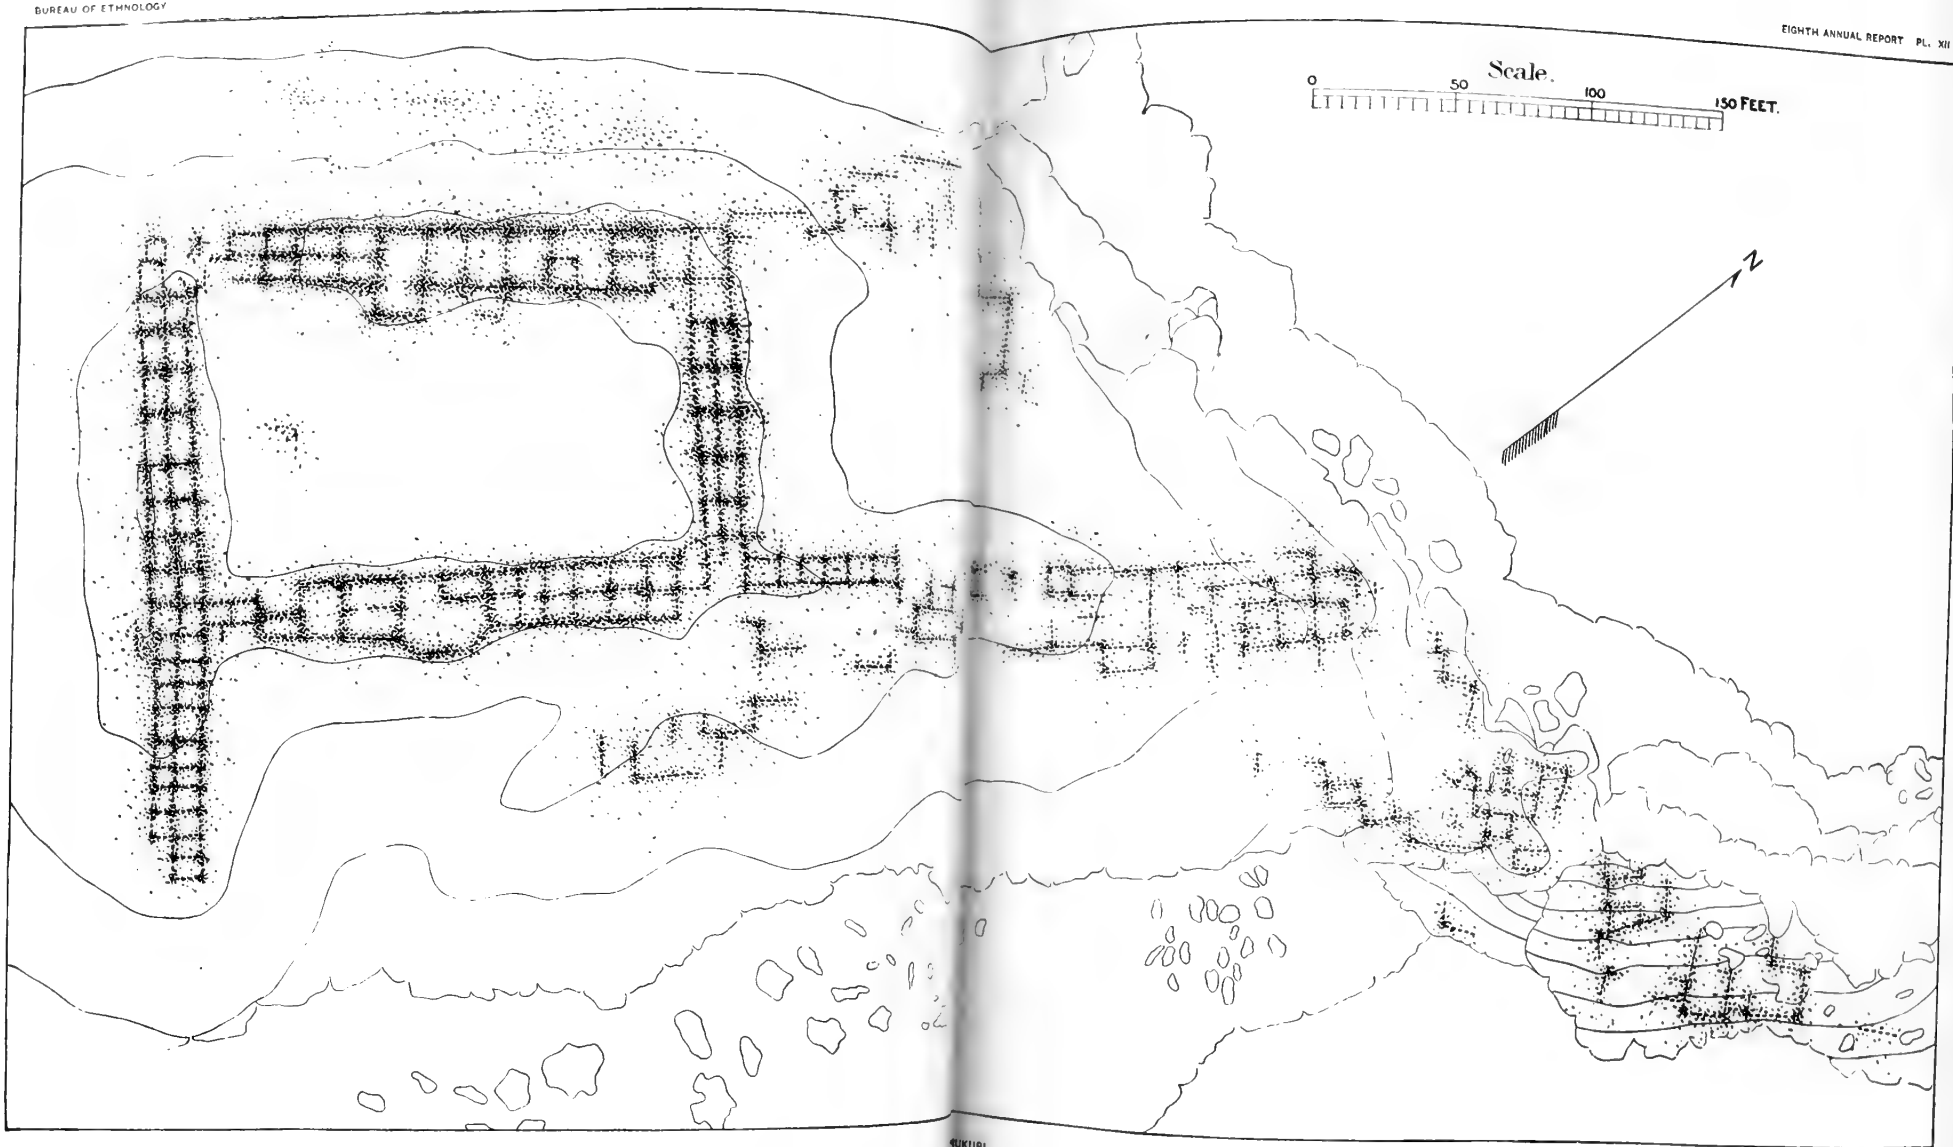 BUREAU OF ETHNOLOGY
EIGHTH ANNUAL REPORT PL. XII
Scale.
0 50 100 150 FEET.
N